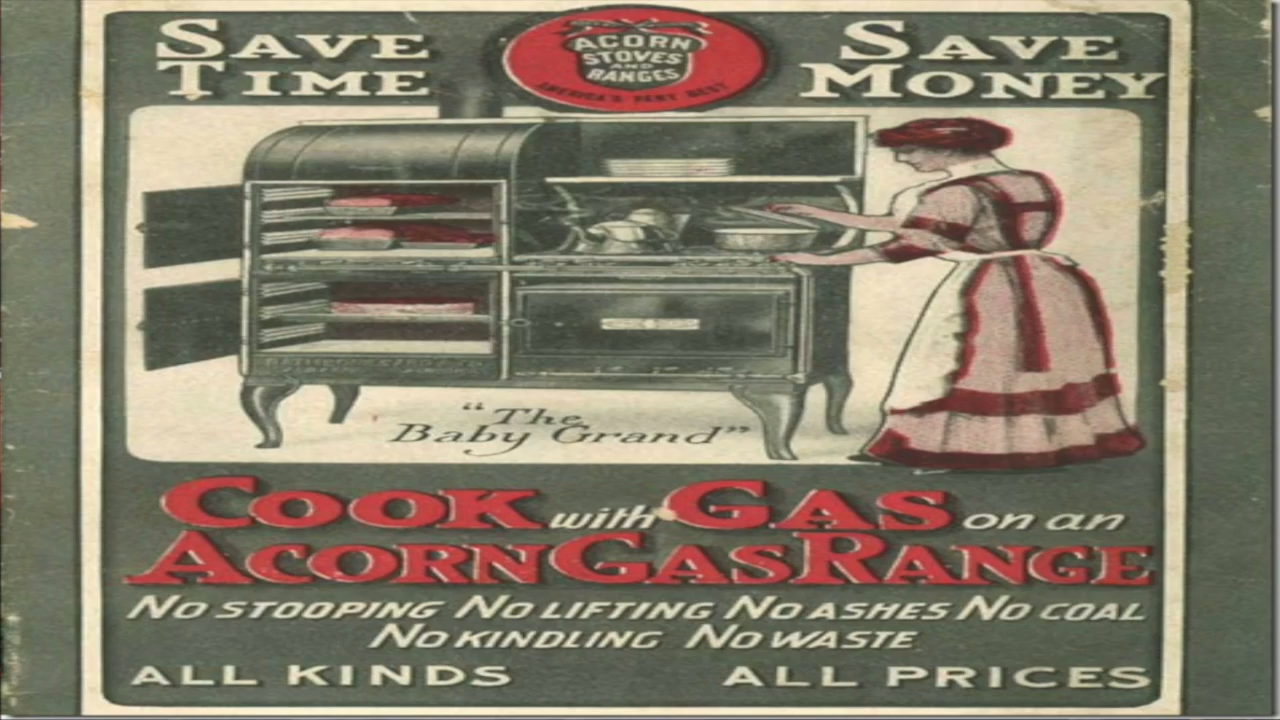 SAVE TIME
SAVE MONEY
ACORN
STOVES
AND
RANGES
AMERICA'S VERY BEST
"The
Baby Grand"
COOK with GAS on an
ACORN GAS RANGE
NO STOOPING NO LIFTING NO ASHES NO COAL
NO KINDLING NO WASTE
ALL KINDS ALL PRICES